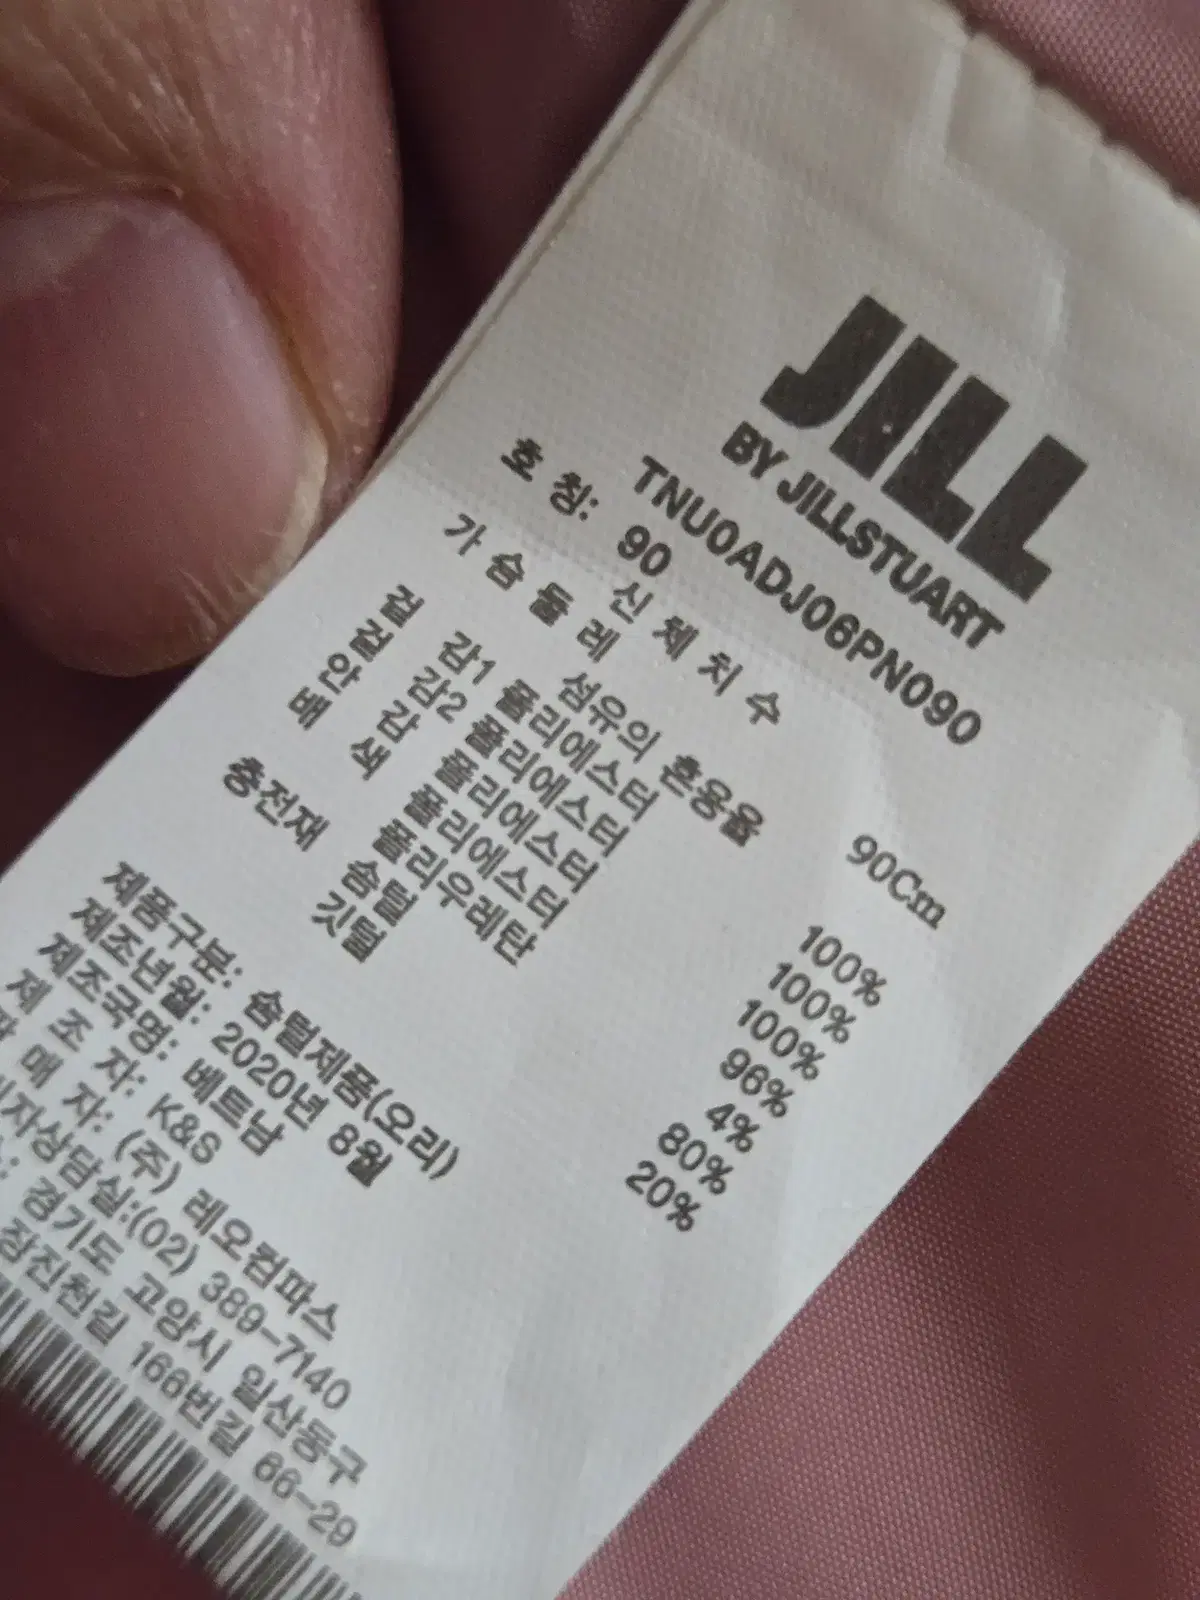 JILL
BY JILLSTUART
TNU0ADJ06PN090
호 칭: 90 신 체 치 수
가 슴 둘 레 90Cm
섬유의 혼용율
겉 감1 폴리에스터 100%
겉 감2 폴리에스터 100%
안 감 폴리에스터 100%
배 색 폴리에스터 96%
폴리우레탄 4%
충전재 솜털 80%
깃털 20%
제품구분: 솜털제품(오리)
제조년월: 2020년 8월
제조국명: 베트남
제 조 자: K&S
매 자: (주) 레오컴파스
자상담실:(02) 389-7140
: 경기도 고양시 일산동구
장진천길 166번길 66-29